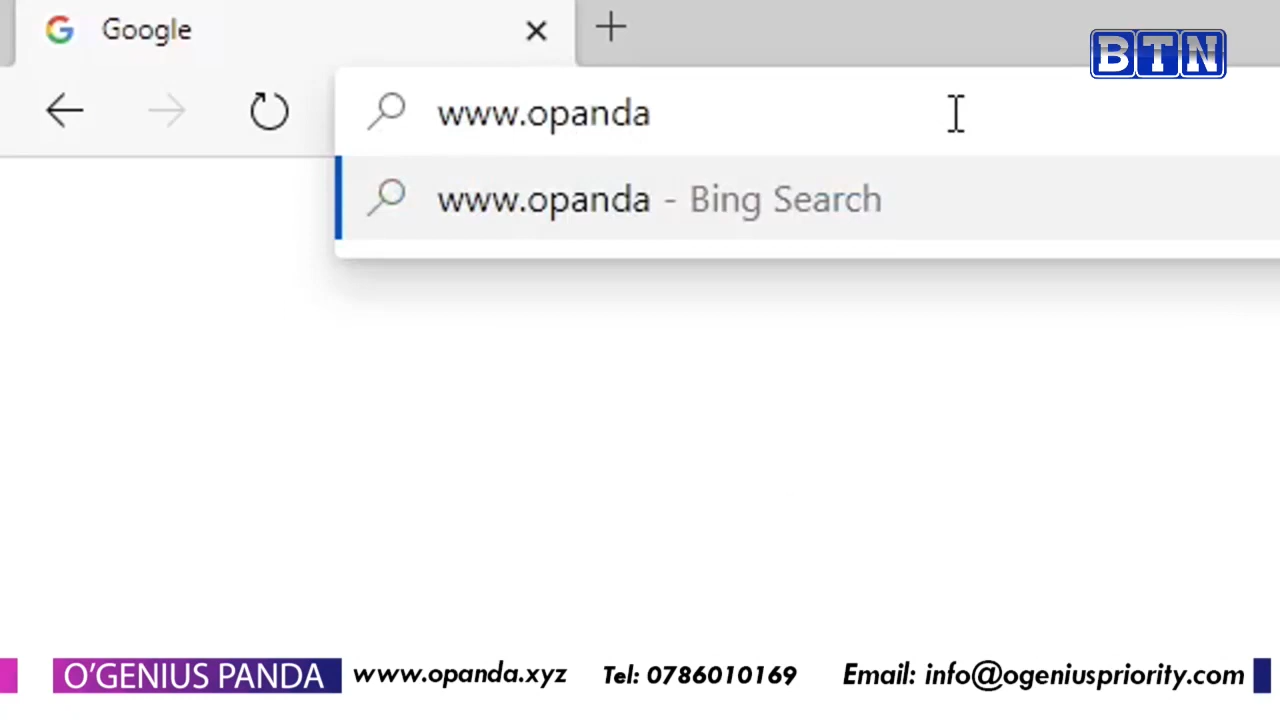 Google
BTN
www.opanda
www.opanda - Bing Search
O'GENIUS PANDA www.opanda.xyz Tel: 0786010169 Email: info@ogeniuspriority.com